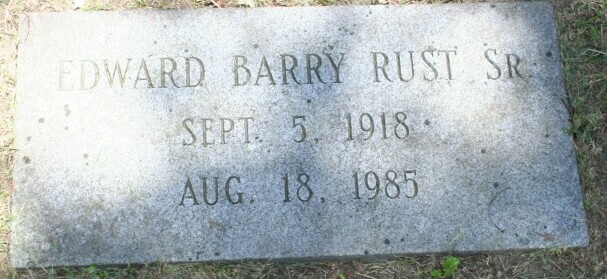 EDWARD BARRY RUST SR.
SEPT. 5, 1918
AUG. 18, 1985